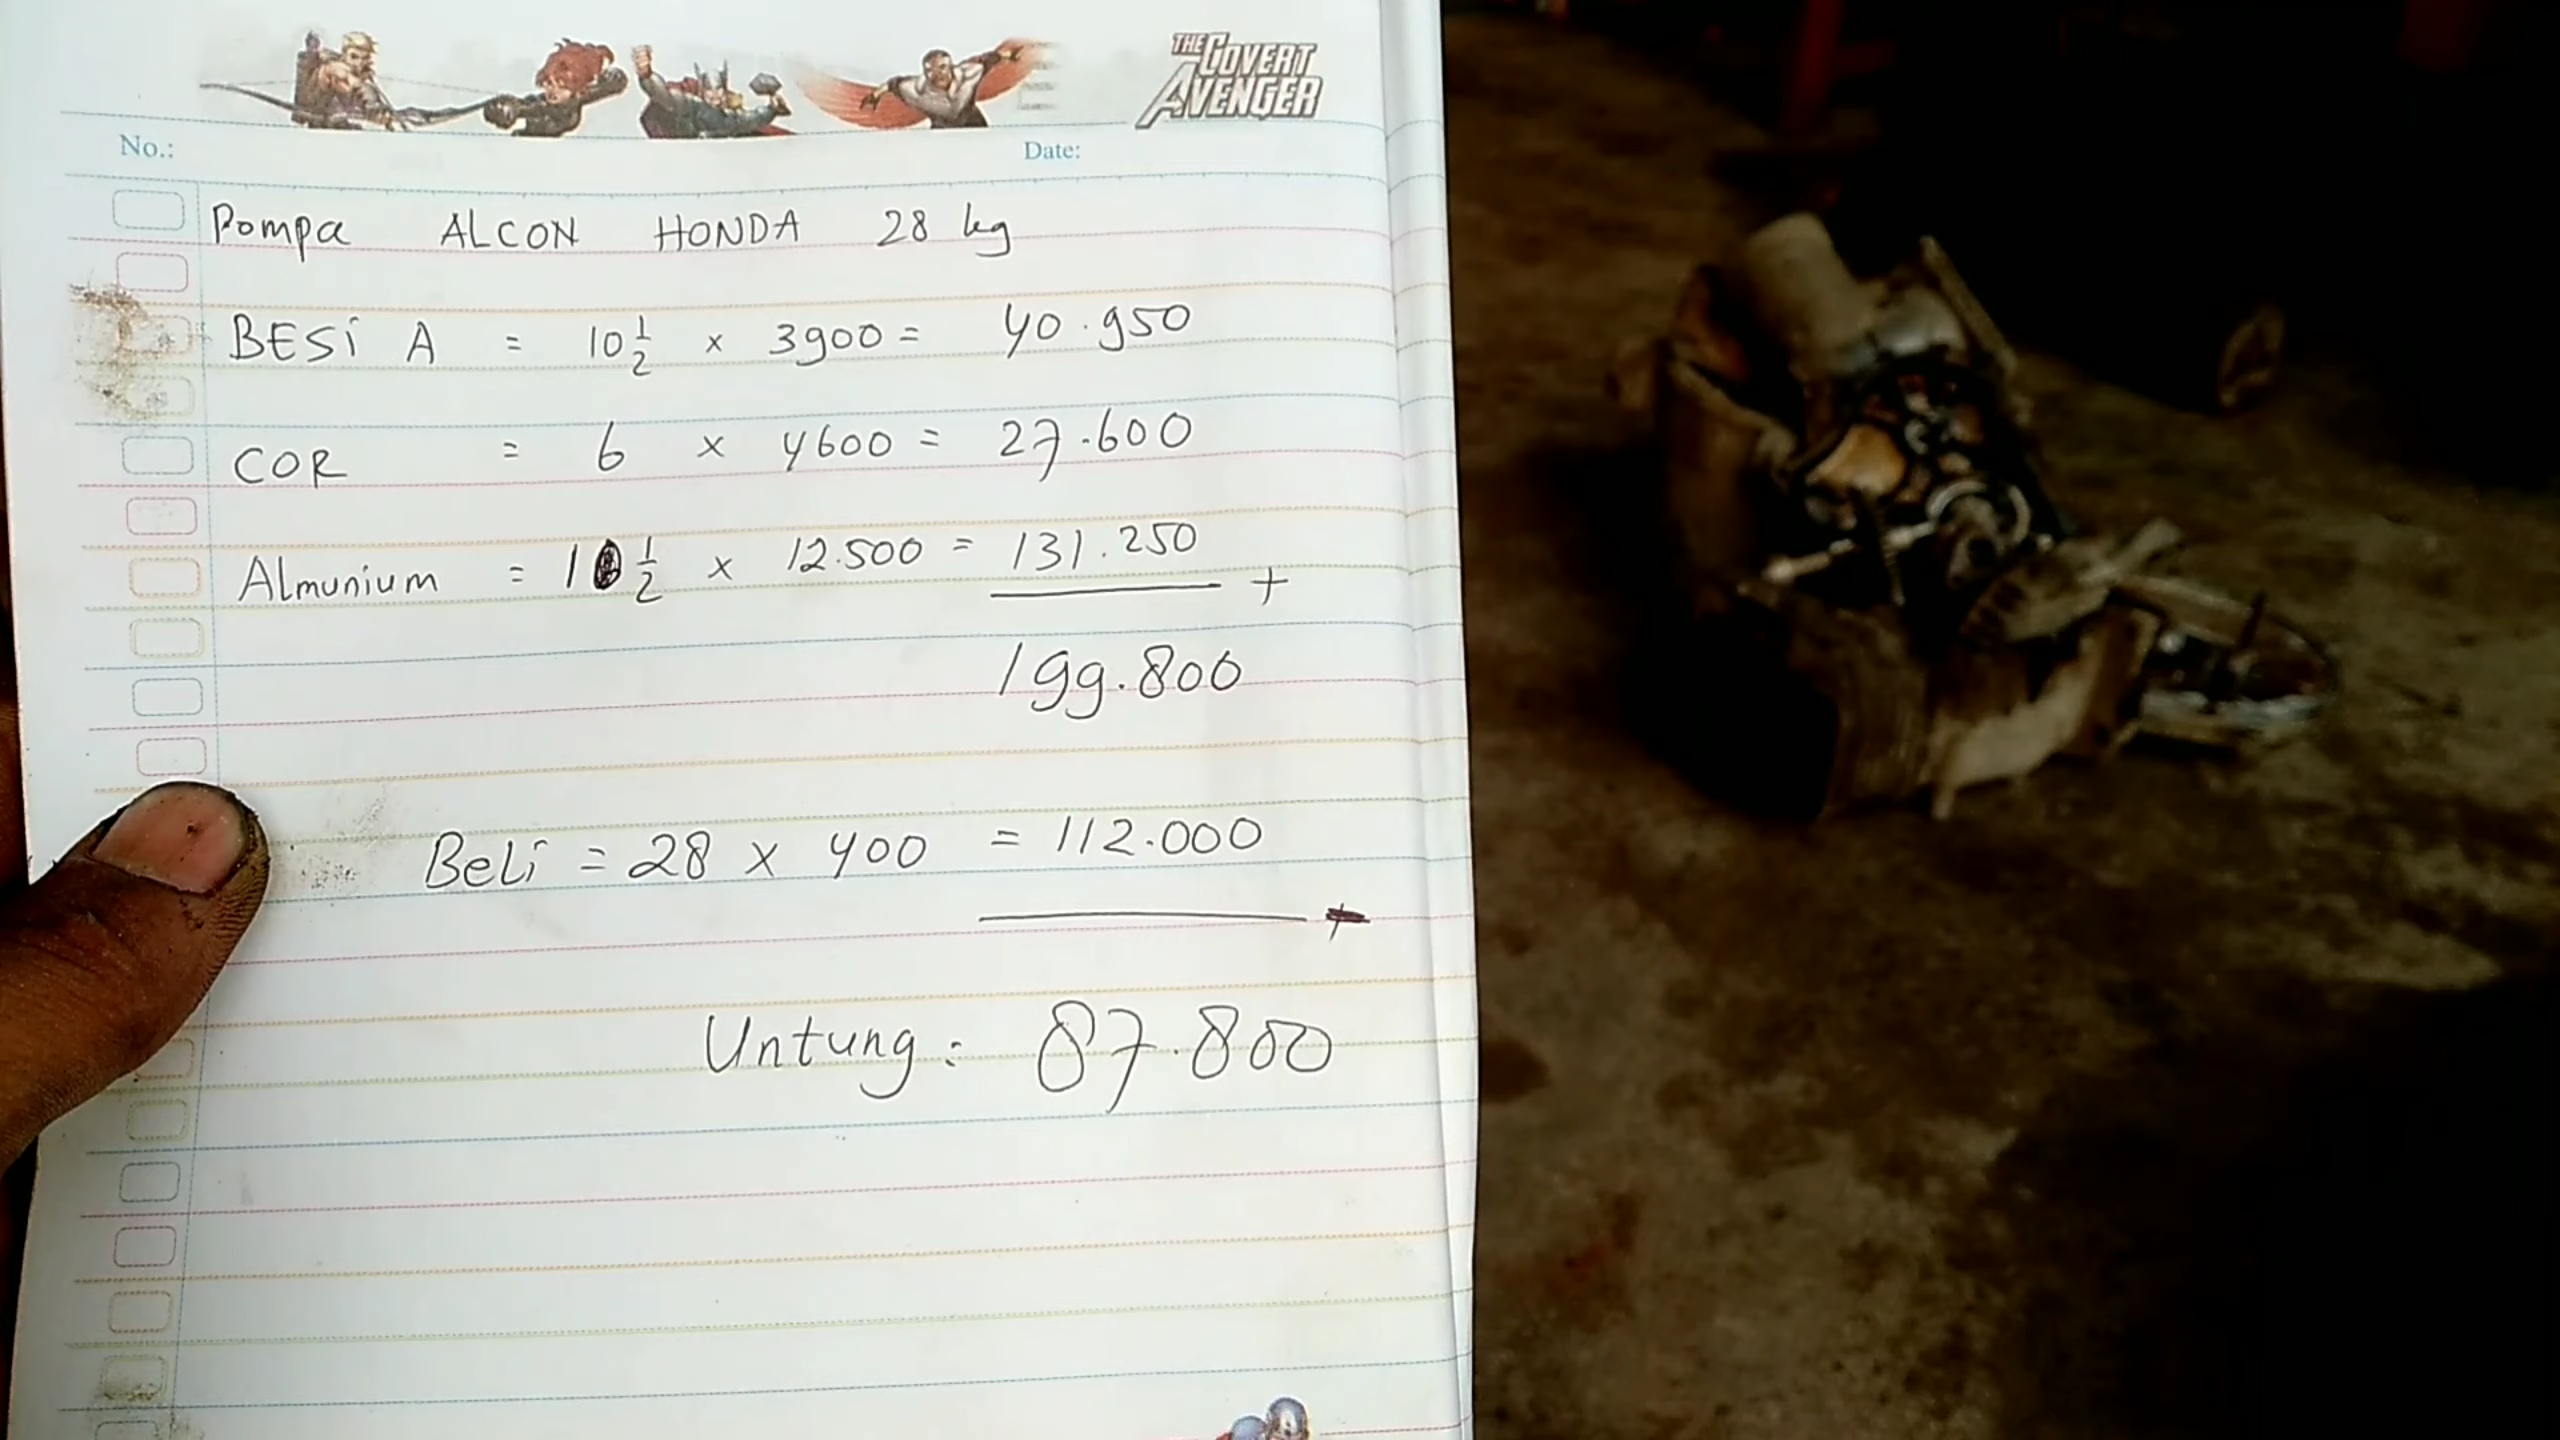 THE COVERT AVENGER
No.: Date:
Pompa ALCON HONDA 28 kg
BESI A = 10 1/2 x 3900 = 40.950
COR = 6 x 4600 = 27.600
Almunium = 10 1/2 x 12.500 = 131.250 +
199.800
Beli = 28 x 400 = 112.000
Untung : 87.800